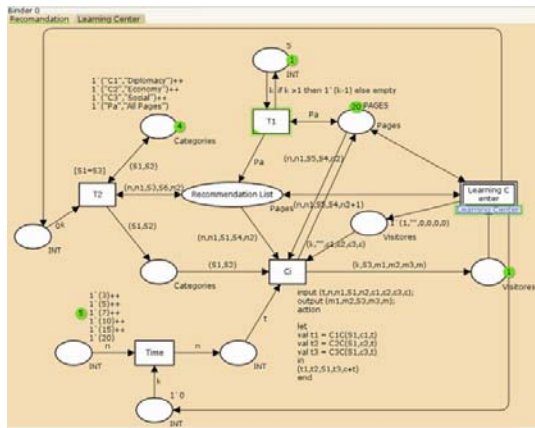 Binder 0
Recomandation Learning Center
5
1
INT
1`("C1","Diplomacy")++
1`("C2","Economy")++
1`("C3","Social")++
1`("Pa","All Pages")
k if k >1 then 1`(k-1) else empty
20 PAGES
4
T1
Pa
Pages
Categories
[S1=S3]
(S1,S2)
Pa
(n,n1,S5,S4,c2)
T2
(n,n1,S3,S6,n2)
Recommendation List
(n,n1,S5,S4,n2+1)
Learning C
enter
Learning Center
Pages
INT
(S1,S2)
(n,n1,S1,S4,n2)
1`(1,"",0,0,0,0)
Visitores
(k,"",c1,c2,c3,c)
(S1,S2)
Ci
(k,S3,m1,m2,m3,m)
1
Categories
Visitores
input (t,n,n1,S1,n2,c1,c2,c3,c);
output (m1,m2,S3,m3,m);
action
1`(3)++
1`(5)++
5
1`(7)++
1`(10)++
1`(15)++
1`(20)
t
let
val t1 = C1C(S1,c1,t)
val t2 = C2C(S1,c2,t)
val t3 = C3C(S1,c3,t)
in
(t1,t2,S1,t3,c+t)
end
n
Time
n
INT
INT
k
1`0
INT